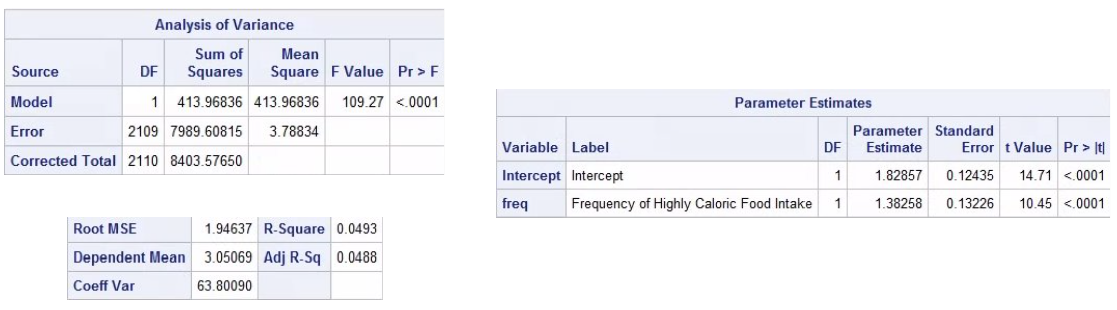 Analysis of Variance
Source DF Sum of Squares Mean Square F Value Pr > F
Model 1 413.96836 413.96836 109.27 <.0001
Error 2109 7989.60815 3.78834
Corrected Total 2110 8403.57650
Root MSE 1.94637 R-Square 0.0493
Dependent Mean 3.05069 Adj R-Sq 0.0488
Coeff Var 63.80090
Parameter Estimates
Variable Label DF Parameter Estimate Standard Error t Value Pr > |t|
Intercept Intercept 1 1.82857 0.12435 14.71 <.0001
freq Frequency of Highly Caloric Food Intake 1 1.38258 0.13226 10.45 <.0001